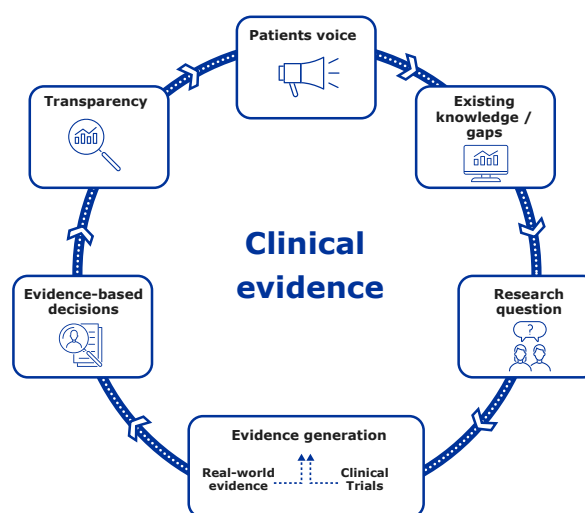 Patients voice
Transparency
Existing
knowledge /
gaps
Clinical
evidence
Evidence-based
decisions
Research
question
?
Evidence generation
Real-world
evidence
Clinical
Trials